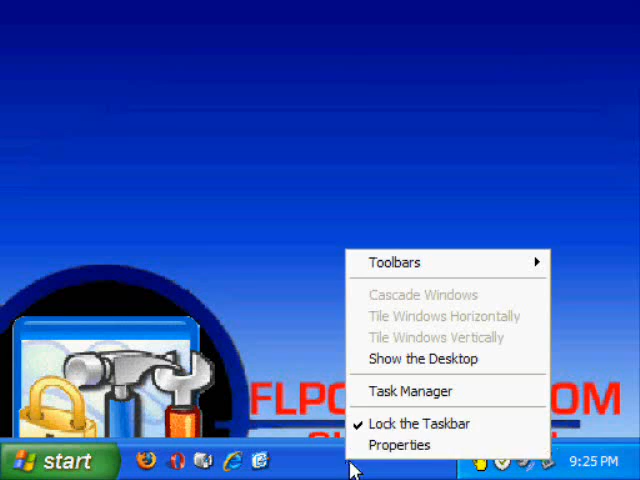 Toolbars
Cascade Windows
Tile Windows Horizontally
Tile Windows Vertically
Show the Desktop
Task Manager
FLPC OM
Lock the Taskbar
Properties
start
9:25 PM